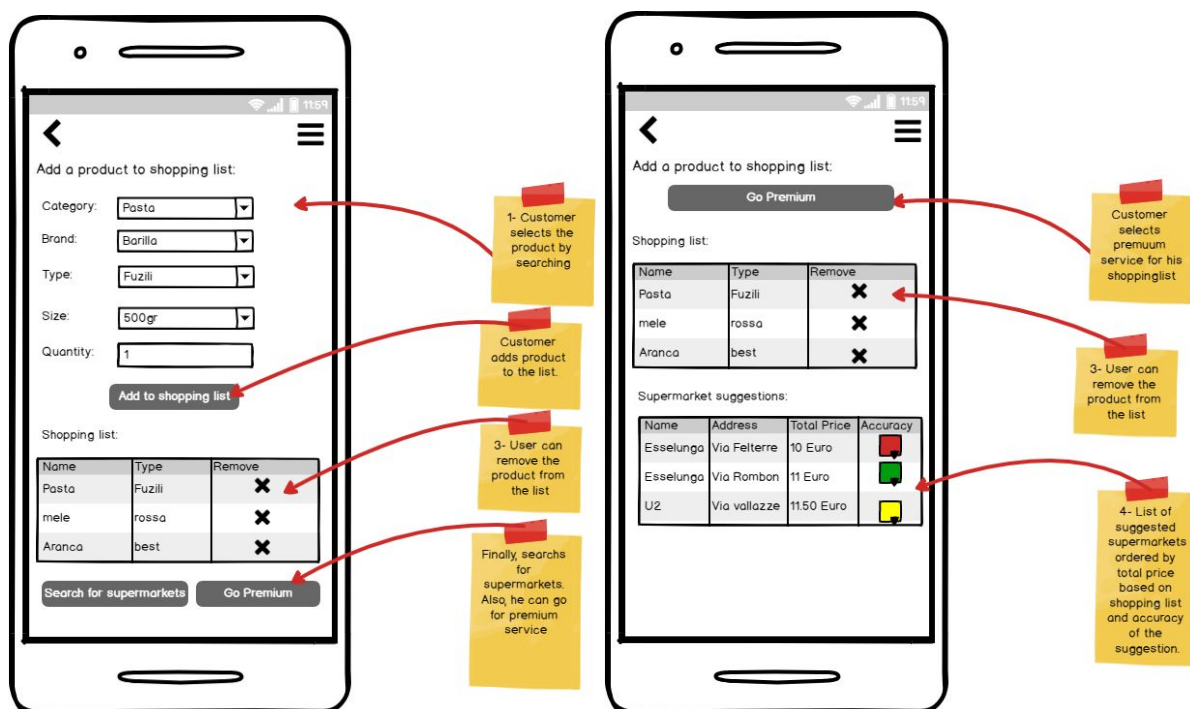 11:59
Add a product to shopping list:
Category: Pasta
Brand: Barilla
Type: Fuzili
Size: 500gr
Quantity: 1
Add to shopping list
Shopping list:
Name Type Remove
Pasta Fuzili
mele rossa
Aranca best
Search for supermarkets Go Premium
1- Customer
selects the
product by
searching
Customer
adds product
to the list.
3- User can
remove the
product from
the list
Finally, searchs
for
supermarkets.
Also, he can go
for premium
service
11:59
Add a product to shopping list:
Go Premium
Shopping list:
Name Type Remove
Pasta Fuzili
mele rossa
Aranca best
Supermarket suggestions:
Name Address Total Price Accuracy
Esselunga Via Felterre 10 Euro
Esselunga Via Rombon 11 Euro
U2 Via vallazze 11.50 Euro
Customer
selects
premuum
service for his
shoppinglist
3- User can
remove the
product from
the list
4- List of
suggested
supermarkets
ordered by
total price
based on
shopping list
and accuracy
of the
suggestion.